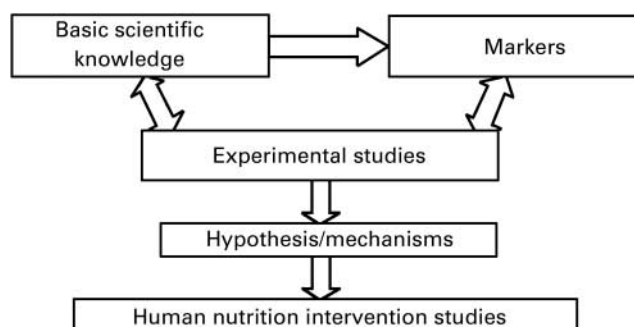 Basic scientific
knowledge
Markers
Experimental studies
Hypothesis/mechanisms
Human nutrition intervention studies